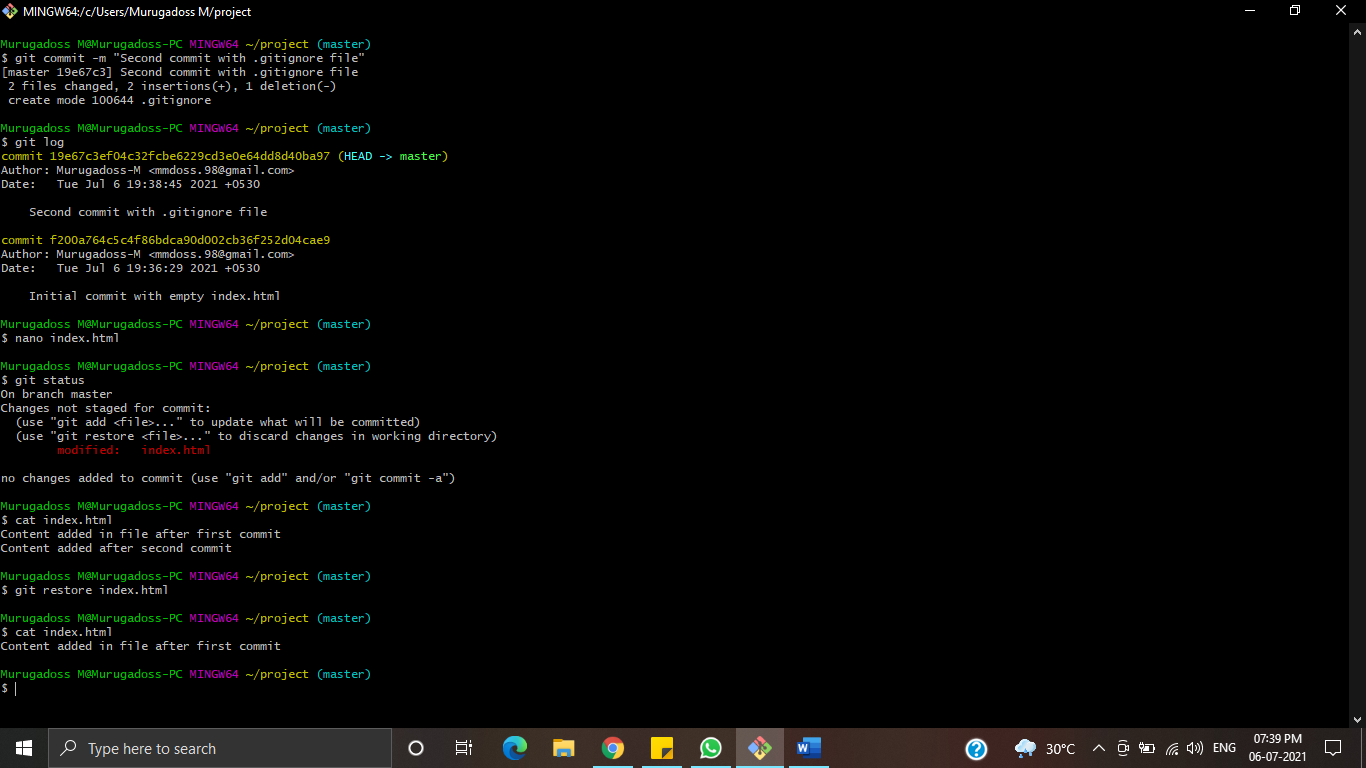 MINGW64:/c/Users/Murugadoss M/project
Murugadoss M@Murugadoss-PC MINGW64 ~/project (master)
$ git commit -m "Second commit with .gitignore file"
[master 19e67c3] Second commit with .gitignore file
 2 files changed, 2 insertions(+), 1 deletion(-)
 create mode 100644 .gitignore

Murugadoss M@Murugadoss-PC MINGW64 ~/project (master)
$ git log
commit 19e67c3ef04c32fcbe6229cd3e0e64dd8d40ba97 (HEAD -> master)
Author: Murugadoss-M <mmdoss.98@gmail.com>
Date:   Tue Jul 6 19:38:45 2021 +0530

    Second commit with .gitignore file

commit f200a764c5c4f86bdca90d002cb36f252d04cae9
Author: Murugadoss-M <mmdoss.98@gmail.com>
Date:   Tue Jul 6 19:36:29 2021 +0530

    Initial commit with empty index.html

Murugadoss M@Murugadoss-PC MINGW64 ~/project (master)
$ nano index.html

Murugadoss M@Murugadoss-PC MINGW64 ~/project (master)
$ git status
On branch master
Changes not staged for commit:
  (use "git add <file>..." to update what will be committed)
  (use "git restore <file>..." to discard changes in working directory)
        modified:   index.html

no changes added to commit (use "git add" and/or "git commit -a")

Murugadoss M@Murugadoss-PC MINGW64 ~/project (master)
$ cat index.html
Content added in file after first commit
Content added after second commit

Murugadoss M@Murugadoss-PC MINGW64 ~/project (master)
$ git restore index.html

Murugadoss M@Murugadoss-PC MINGW64 ~/project (master)
$ cat index.html
Content added in file after first commit

Murugadoss M@Murugadoss-PC MINGW64 ~/project (master)
$
Type here to search
30°C
ENG
07:39 PM
06-07-2021